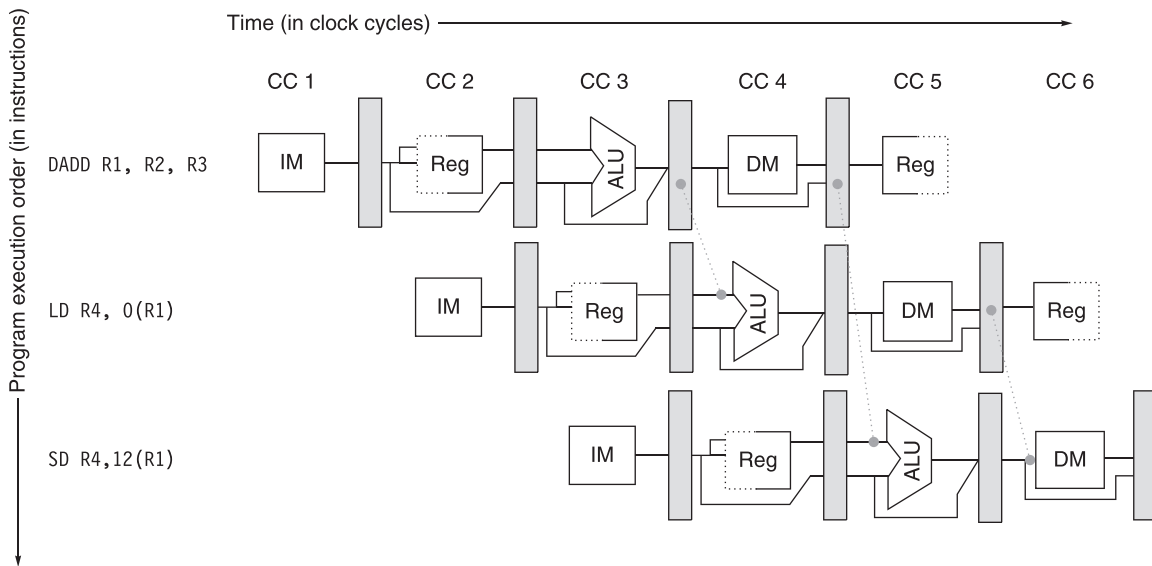 Time (in clock cycles)
CC 1 CC 2 CC 3 CC 4 CC 5 CC 6
Program execution order (in instructions)
DADD R1, R2, R3
IM Reg ALU DM Reg
LD R4, 0(R1)
IM Reg ALU DM Reg
SD R4,12(R1)
IM Reg ALU DM